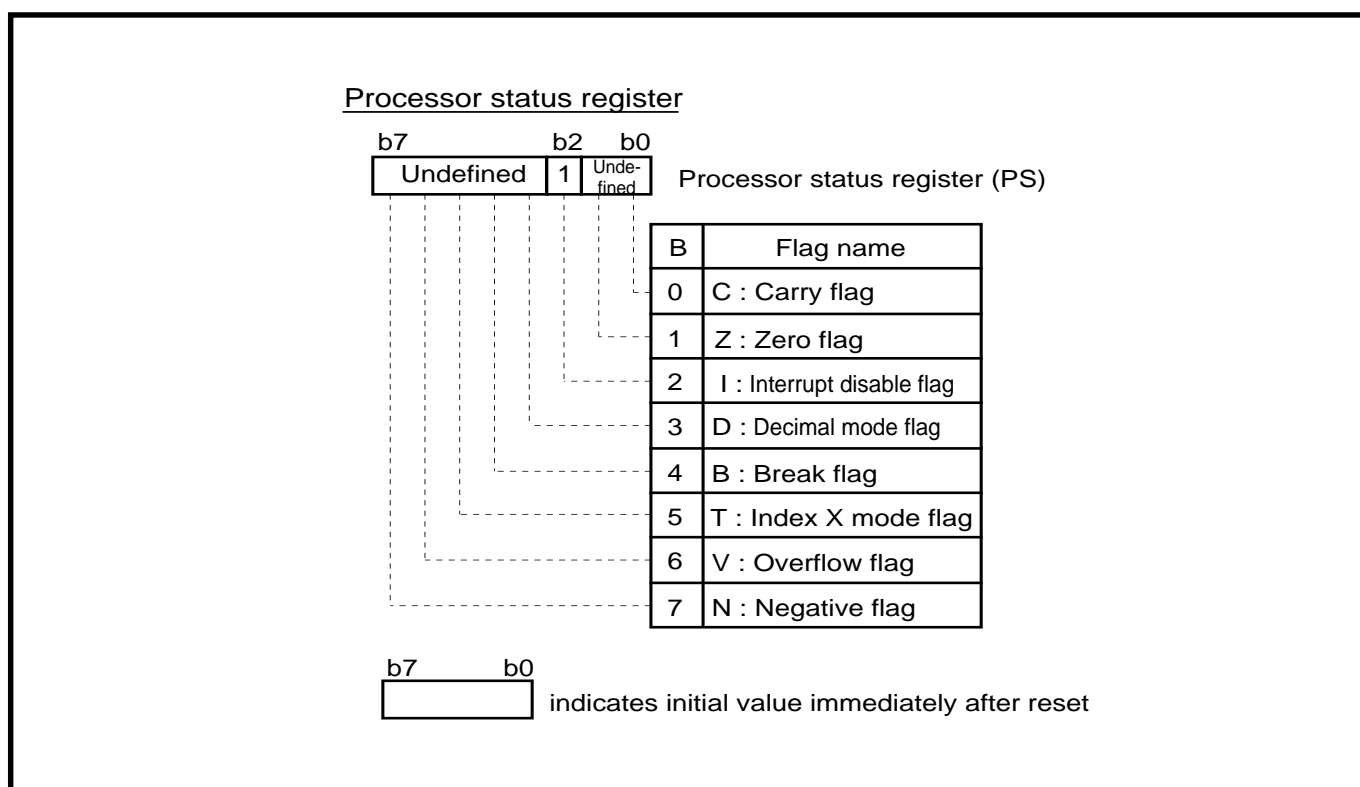 Processor status register
b7 b2 b0
Undefined 1 Unde-
fined
Processor status register (PS)
B Flag name
0 C : Carry flag
1 Z : Zero flag
2 I : Interrupt disable flag
3 D : Decimal mode flag
4 B : Break flag
5 T : Index X mode flag
6 V : Overflow flag
7 N : Negative flag
b7 b0
indicates initial value immediately after reset